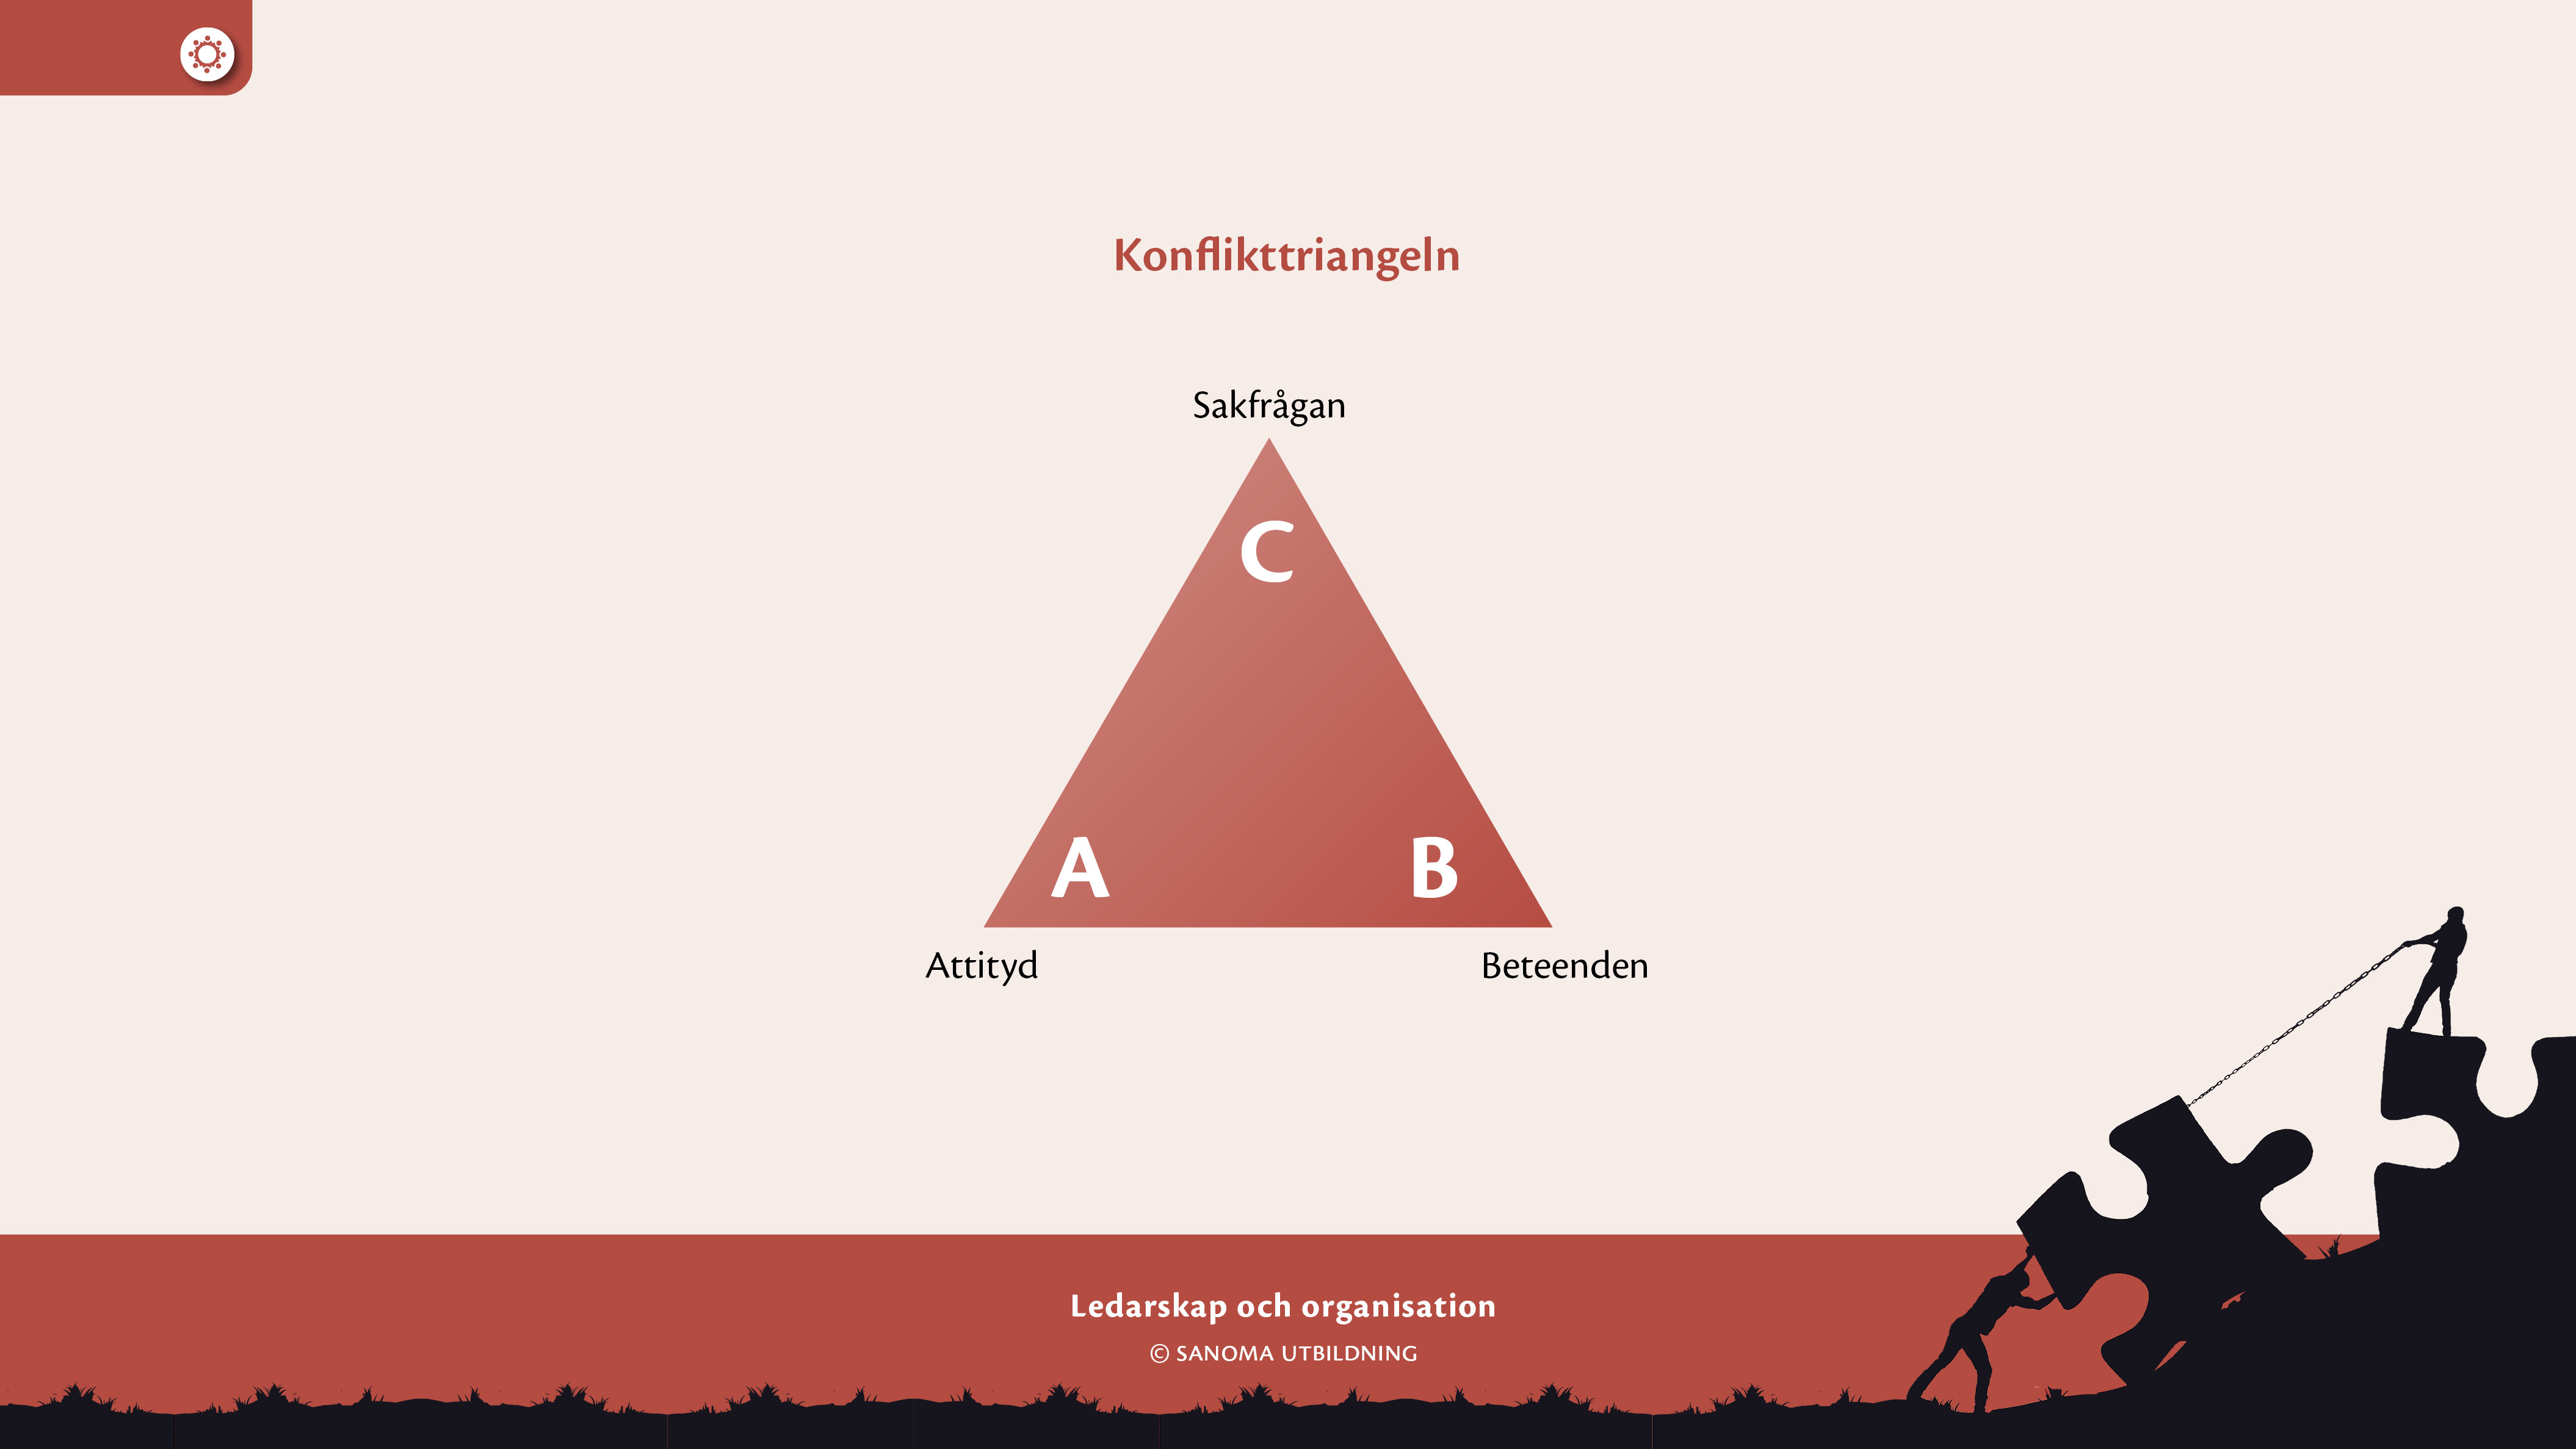 Konflikttriangeln
Sakfrågan
C
A
B
Attityd
Beteenden
Ledarskap och organisation
© SANOMA UTBILDNING